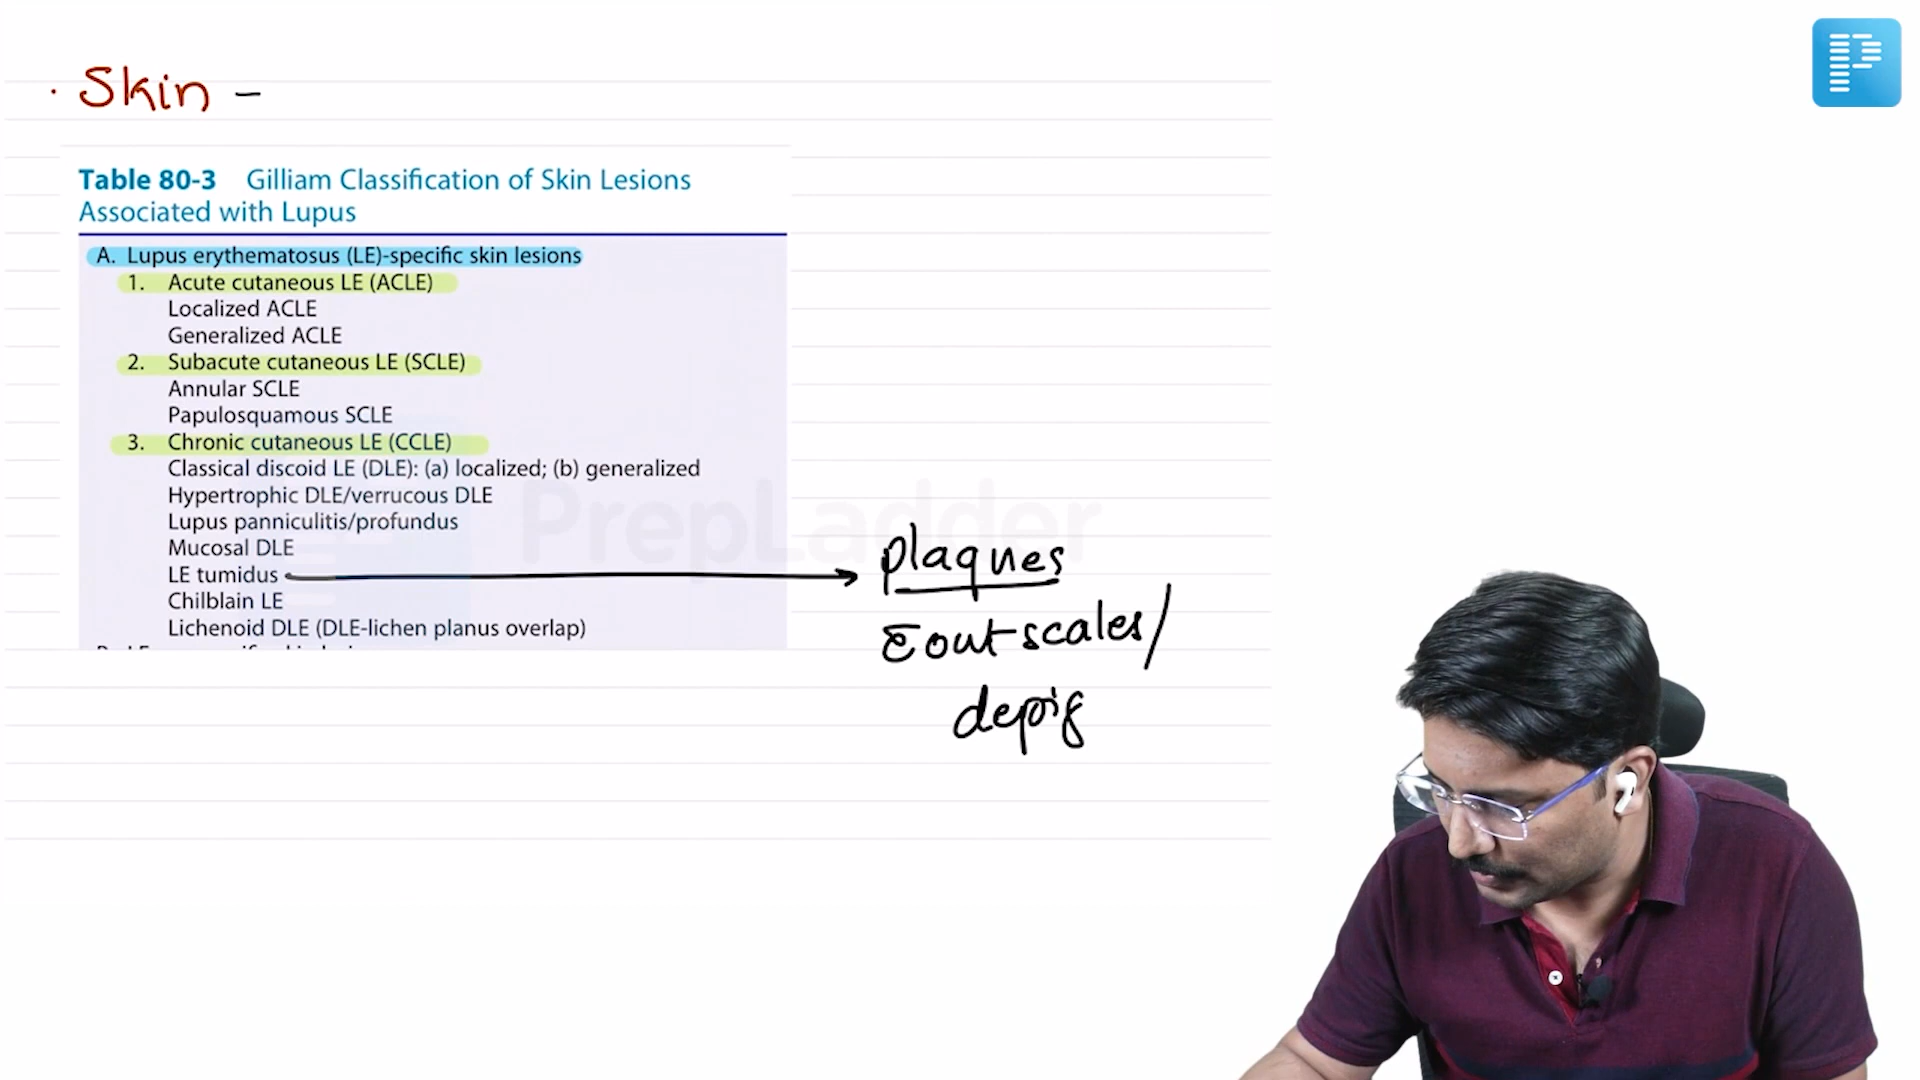 · Skin –
Table 80-3 Gilliam Classification of Skin Lesions
Associated with Lupus
A. Lupus erythematosus (LE)-specific skin lesions
1. Acute cutaneous LE (ACLE)
Localized ACLE
Generalized ACLE
2. Subacute cutaneous LE (SCLE)
Annular SCLE
Papulosquamous SCLE
3. Chronic cutaneous LE (CCLE)
Classical discoid LE (DLE): (a) localized; (b) generalized
Hypertrophic DLE/verrucous DLE
Lupus panniculitis/profundus
Mucosal DLE
LE tumidus
Chilblain LE
Lichenoid DLE (DLE-lichen planus overlap)
plaques
out scales/
depig
PrepLadder